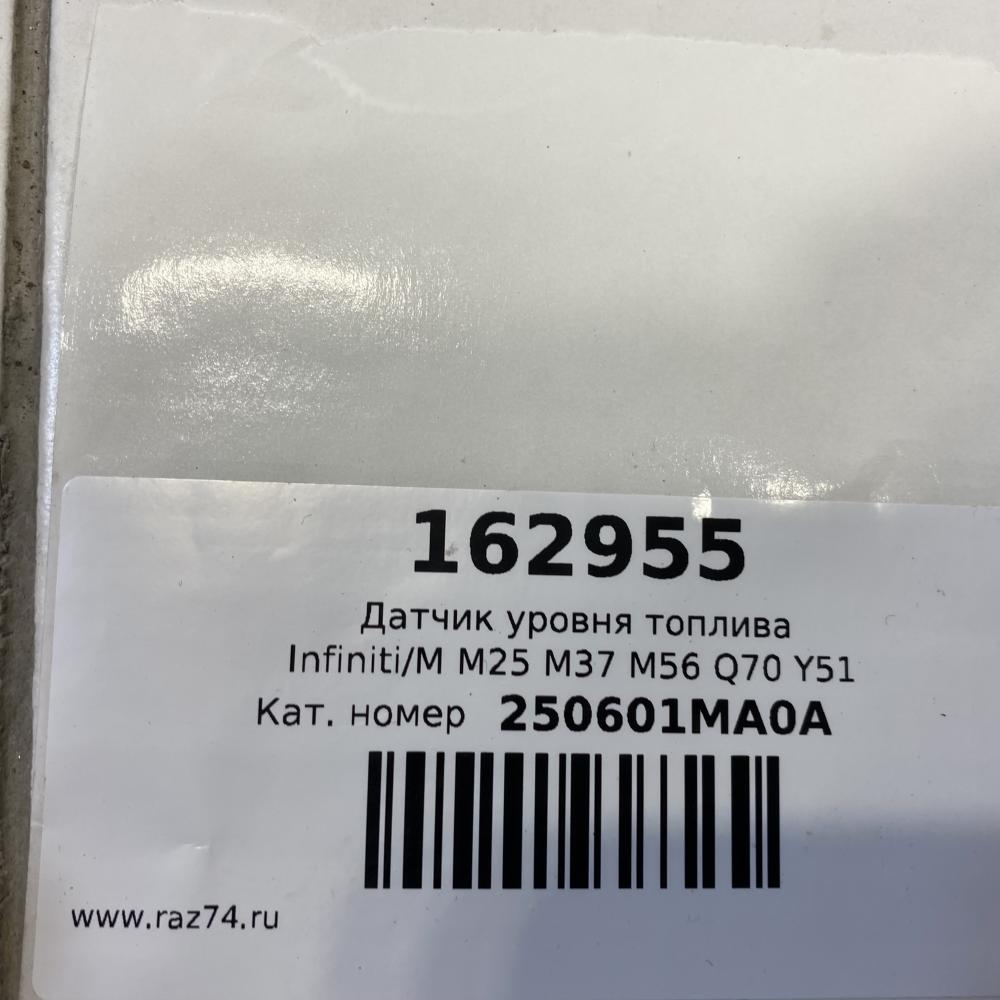 162955
Датчик уровня топлива
Infiniti/M M25 M37 M56 Q70 Y51
Кат. номер 250601MA0A
www.raz74.ru